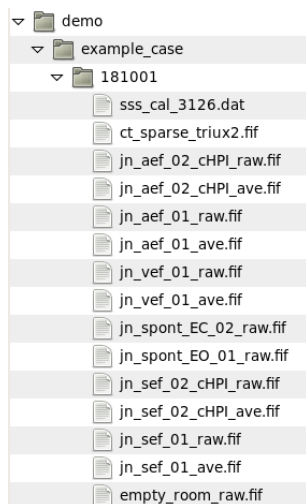 demo
example_case
181001
sss_cal_3126.dat
ct_sparse_triux2.fif
jn_aef_02_cHPI_raw.fif
jn_aef_02_cHPI_ave.fif
jn_aef_01_raw.fif
jn_aef_01_ave.fif
jn_vef_01_raw.fif
jn_vef_01_ave.fif
jn_spont_EC_02_raw.fif
jn_spont_EO_01_raw.fif
jn_sef_02_cHPI_raw.fif
jn_sef_02_cHPI_ave.fif
jn_sef_01_raw.fif
jn_sef_01_ave.fif
empty_room_raw.fif